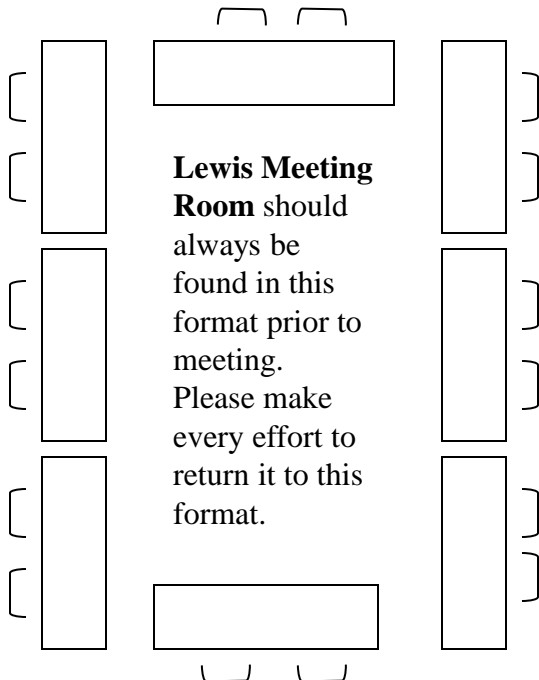 Lewis Meeting
Room should
always be
found in this
format prior to
meeting.
Please make
every effort to
return it to this
format.